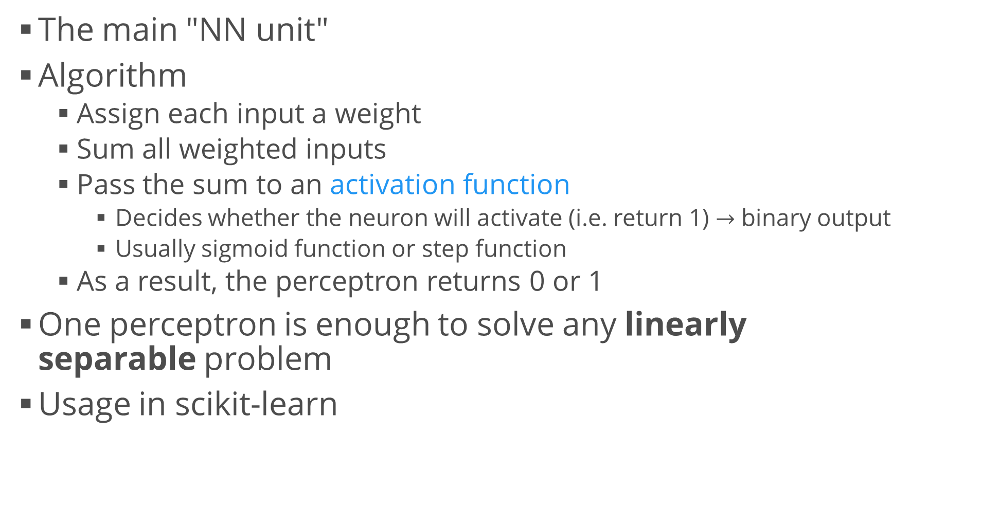 ▪ The main "NN unit"
▪ Algorithm
▪ Assign each input a weight
▪ Sum all weighted inputs
▪ Pass the sum to an activation function
▪ Decides whether the neuron will activate (i.e. return 1) → binary output
▪ Usually sigmoid function or step function
▪ As a result, the perceptron returns 0 or 1
▪ One perceptron is enough to solve any linearly
separable problem
▪ Usage in scikit-learn